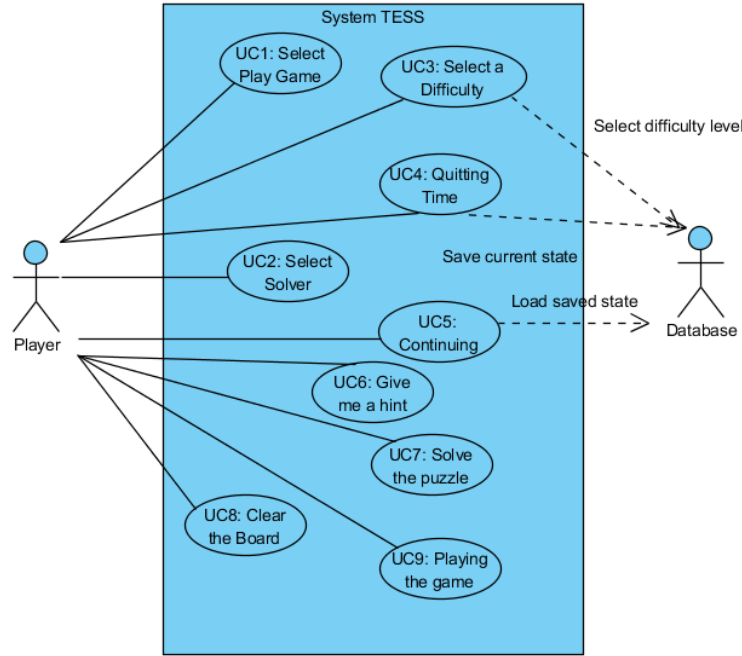 System TESS
UC1: Select
Play Game
UC3: Select a
Difficulty
Select difficulty level
UC4: Quitting
Time
UC2: Select
Solver
Save current state
Load saved state
Player
UC5:
Continuing
Database
UC6: Give
me a hint
UC7: Solve
the puzzle
UC8: Clear
the Board
UC9: Playing
the game